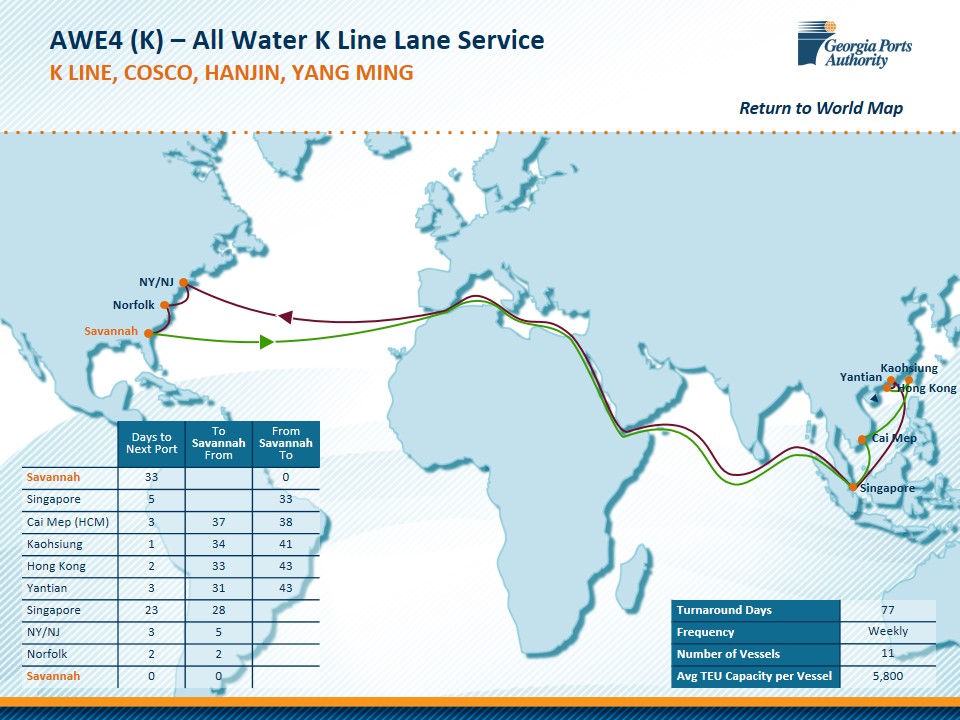 AWE4 (K) – All Water K Line Lane Service
K LINE, COSCO, HANJIN, YANG MING
Georgia Ports
Authority
Return to World Map
NY/NJ
Norfolk
Savannah
Kaohsiung
Yantian
Hong Kong
Cai Mep
Singapore
Days to Next Port To Savannah From From Savannah To
Savannah 33 0
Singapore 5 33
Cai Mep (HCM) 3 37 38
Kaohsiung 1 34 41
Hong Kong 2 33 43
Yantian 3 31 43
Singapore 23 28
NY/NJ 3 5
Norfolk 2 2
Savannah 0 0
Turnaround Days 77
Frequency Weekly
Number of Vessels 11
Avg TEU Capacity per Vessel 5,800